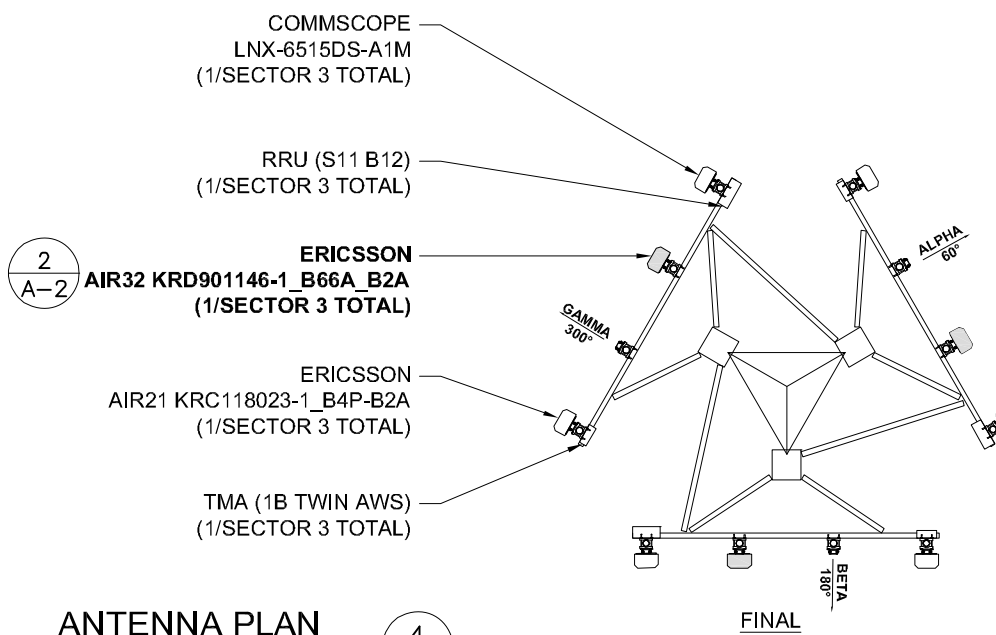 COMMSCOPE
LNX-6515DS-A1M
(1/SECTOR 3 TOTAL)
RRU (S11 B12)
(1/SECTOR 3 TOTAL)
2
A-2
ERICSSON
AIR32 KRD901146-1_B66A_B2A
(1/SECTOR 3 TOTAL)
ERICSSON
AIR21 KRC118023-1_B4P-B2A
(1/SECTOR 3 TOTAL)
TMA (1B TWIN AWS)
(1/SECTOR 3 TOTAL)
GAMMA
300°
ALPHA
60°
BETA
180°
FINAL
ANTENNA PLAN
4